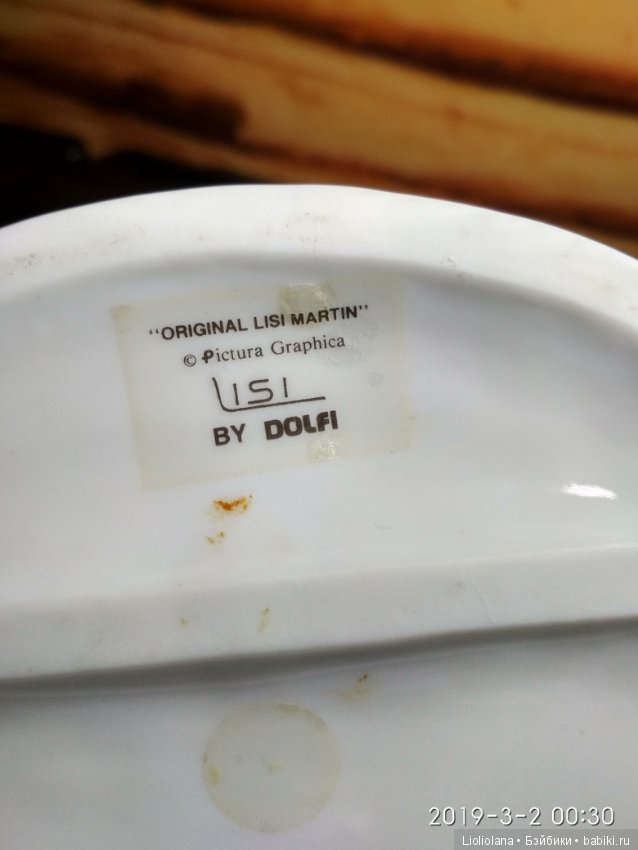 "ORIGINAL LISI MARTIN"
© Pictura Graphica
LISI
BY DOLFI
2019-3-2 00:30
Lioliolana • Бэйбики • babiki.ru